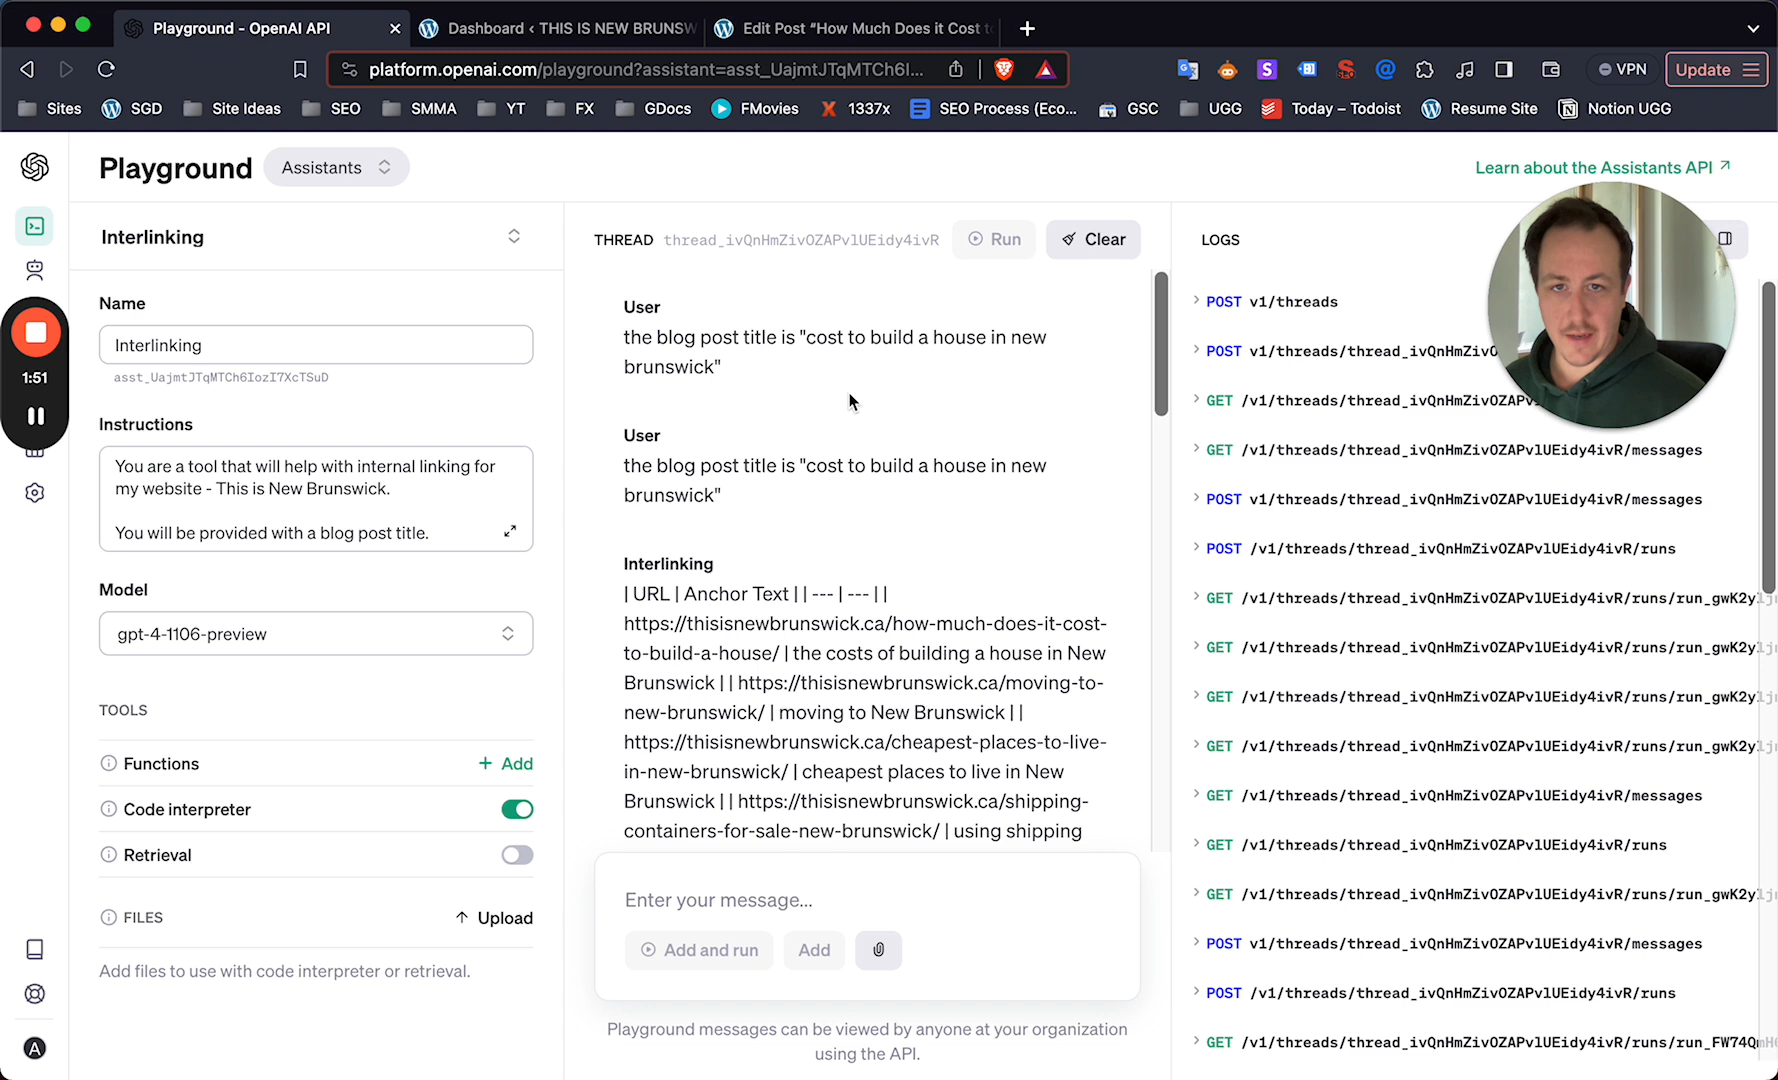 Playground - OpenAI API
Dashboard ‹ THIS IS NEW BRUNSW
Edit Post “How Much Does it Cost t
platform.openai.com/playground?assistant=asst_UajmtJTqMTCh6I...
VPN
Update
Sites
SGD
Site Ideas
SEO
SMMA
YT
FX
GDocs
FMovies
1337x
SEO Process (Eco...
GSC
UGG
Today – Todoist
Resume Site
Notion UGG
Playground
Assistants
Learn about the Assistants API
Interlinking
Name
Interlinking
asst_UajmtJTqMTCh6IozI7XcTSuD
1:51
Instructions
You are a tool that will help with internal linking for
my website - This is New Brunswick.
You will be provided with a blog post title.
Model
gpt-4-1106-preview
TOOLS
Functions
+ Add
Code interpreter
Retrieval
FILES
Upload
Add files to use with code interpreter or retrieval.
A
THREAD thread_ivQnHmZivOZAPvlUEidy4ivR
Run
Clear
User
the blog post title is "cost to build a house in new
brunswick"
User
the blog post title is "cost to build a house in new
brunswick"
Interlinking
| URL | Anchor Text | | --- | --- | |
https://thisisnewbrunswick.ca/how-much-does-it-cost-
to-build-a-house/ | the costs of building a house in New
Brunswick | | https://thisisnewbrunswick.ca/moving-to-
new-brunswick/ | moving to New Brunswick | |
https://thisisnewbrunswick.ca/cheapest-places-to-live-
in-new-brunswick/ | cheapest places to live in New
Brunswick | | https://thisisnewbrunswick.ca/shipping-
containers-for-sale-new-brunswick/ | using shipping
Enter your message...
Add and run
Add
Playground messages can be viewed by anyone at your organization
using the API.
LOGS
POST v1/threads
POST v1/threads/thread_ivQnHmZivO
GET /v1/threads/thread_ivQnHmZivOZAPv
GET /v1/threads/thread_ivQnHmZivOZAPvlUEidy4ivR/messages
POST v1/threads/thread_ivQnHmZivOZAPvlUEidy4ivR/messages
POST /v1/threads/thread_ivQnHmZivOZAPvlUEidy4ivR/runs
GET /v1/threads/thread_ivQnHmZivOZAPvlUEidy4ivR/runs/run_gwK2y
GET /v1/threads/thread_ivQnHmZivOZAPvlUEidy4ivR/runs/run_gwK2y
GET /v1/threads/thread_ivQnHmZivOZAPvlUEidy4ivR/runs/run_gwK2y
GET /v1/threads/thread_ivQnHmZivOZAPvlUEidy4ivR/runs/run_gwK2y
GET /v1/threads/thread_ivQnHmZivOZAPvlUEidy4ivR/messages
GET /v1/threads/thread_ivQnHmZivOZAPvlUEidy4ivR/runs
GET /v1/threads/thread_ivQnHmZivOZAPvlUEidy4ivR/runs/run_gwK2y
POST v1/threads/thread_ivQnHmZivOZAPvlUEidy4ivR/messages
POST /v1/threads/thread_ivQnHmZivOZAPvlUEidy4ivR/runs
GET /v1/threads/thread_ivQnHmZivOZAPvlUEidy4ivR/runs/run_FW74Q